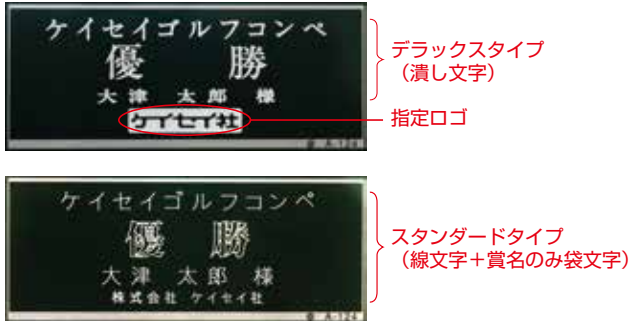 ケイセイゴルフコンペ
優 勝
大 津 太 郎 様
ケイセイ社
A-124
デラックスタイプ
(潰し文字)
指定ロゴ
ケイセイゴルフコンペ
優 勝
大 津 太 郎 様
株式会社 ケイセイ社
A-124
スタンダードタイプ
(線文字+賞名のみ袋文字)